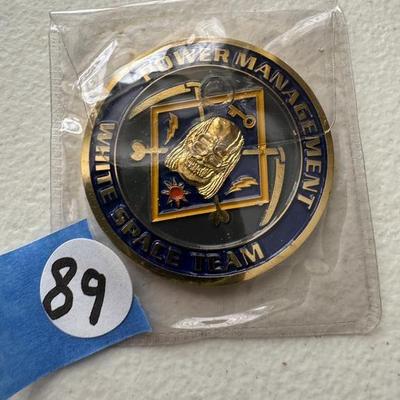 POWER MANAGEMENT
WHITE SPACE TEAM
89